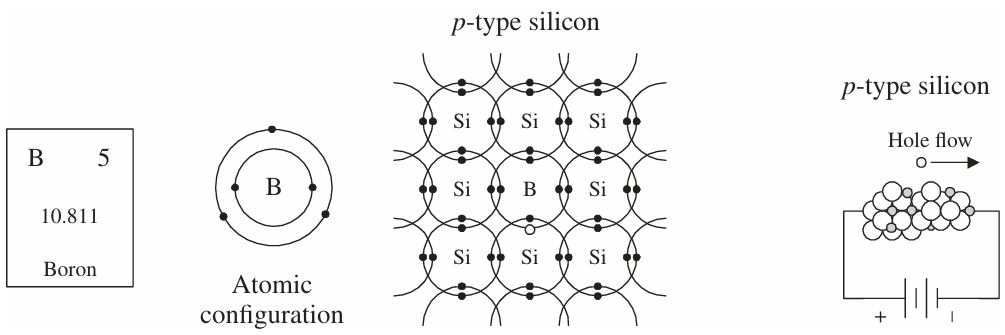 B 5
10.811
Boron
B
Atomic
configuration
p-type silicon
Si Si Si
Si B Si
Si Si Si
p-type silicon
Hole flow
+ –